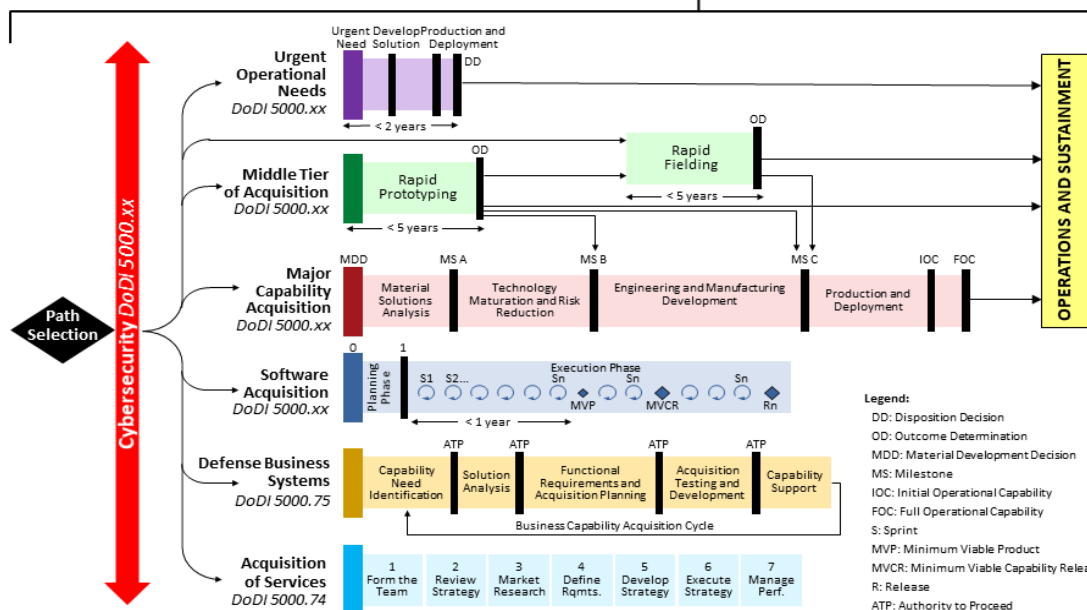 Urgent Develop Production and
Need Solution Deployment
Urgent
Operational
Needs
DoDI 5000.xx
DD
< 2 years
OD
Rapid
Fielding
< 5 years
Middle Tier
of Acquisition
DoDI 5000.xx
OD
Rapid
Prototyping
< 5 years
OPERATIONS AND SUSTAINMENT
Cybersecurity DoDI 5000.xx
Path
Selection
Major
Capability
Acquisition
DoDI 5000.xx
MDD
MS A
MS B
MS C
IOC
FOC
Material
Solutions
Analysis
Technology
Maturation and Risk
Reduction
Engineering and Manufacturing
Development
Production and
Deployment
Software
Acquisition
DoDI 5000.xx
0
1
Planning
Phase
Execution Phase
S1
S2...
Sn
Sn
Sn
MVP
MVCR
Rn
< 1 year
Defense Business
Systems
DoDI 5000.75
ATP
ATP
ATP
ATP
Capability
Need
Identification
Solution
Analysis
Functional
Requirements and
Acquisition Planning
Acquisition
Testing and
Development
Capability
Support
Business Capability Acquisition Cycle
Acquisition
of Services
DoDI 5000.74
1
Form the
Team
2
Review
Strategy
3
Market
Research
4
Define
Rqmts.
5
Develop
Strategy
6
Execute
Strategy
7
Manage
Perf.
Legend:
DD: Disposition Decision
OD: Outcome Determination
MDD: Material Development Decision
MS: Milestone
IOC: Initial Operational Capability
FOC: Full Operational Capability
S: Sprint
MVP: Minimum Viable Product
MVCR: Minimum Viable Capability Relea
R: Release
ATP: Authority to Proceed